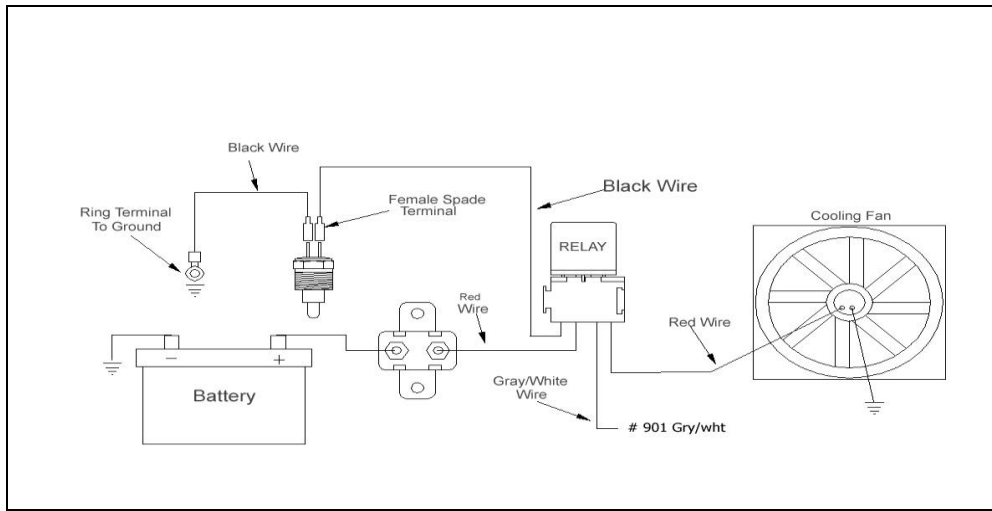 Black Wire
Female Spade
Terminal
Black Wire
Ring Terminal
To Ground
RELAY
Cooling Fan
Red
Wire
Red Wire
− +
Battery
Gray/White
Wire
# 901 Gry/wht